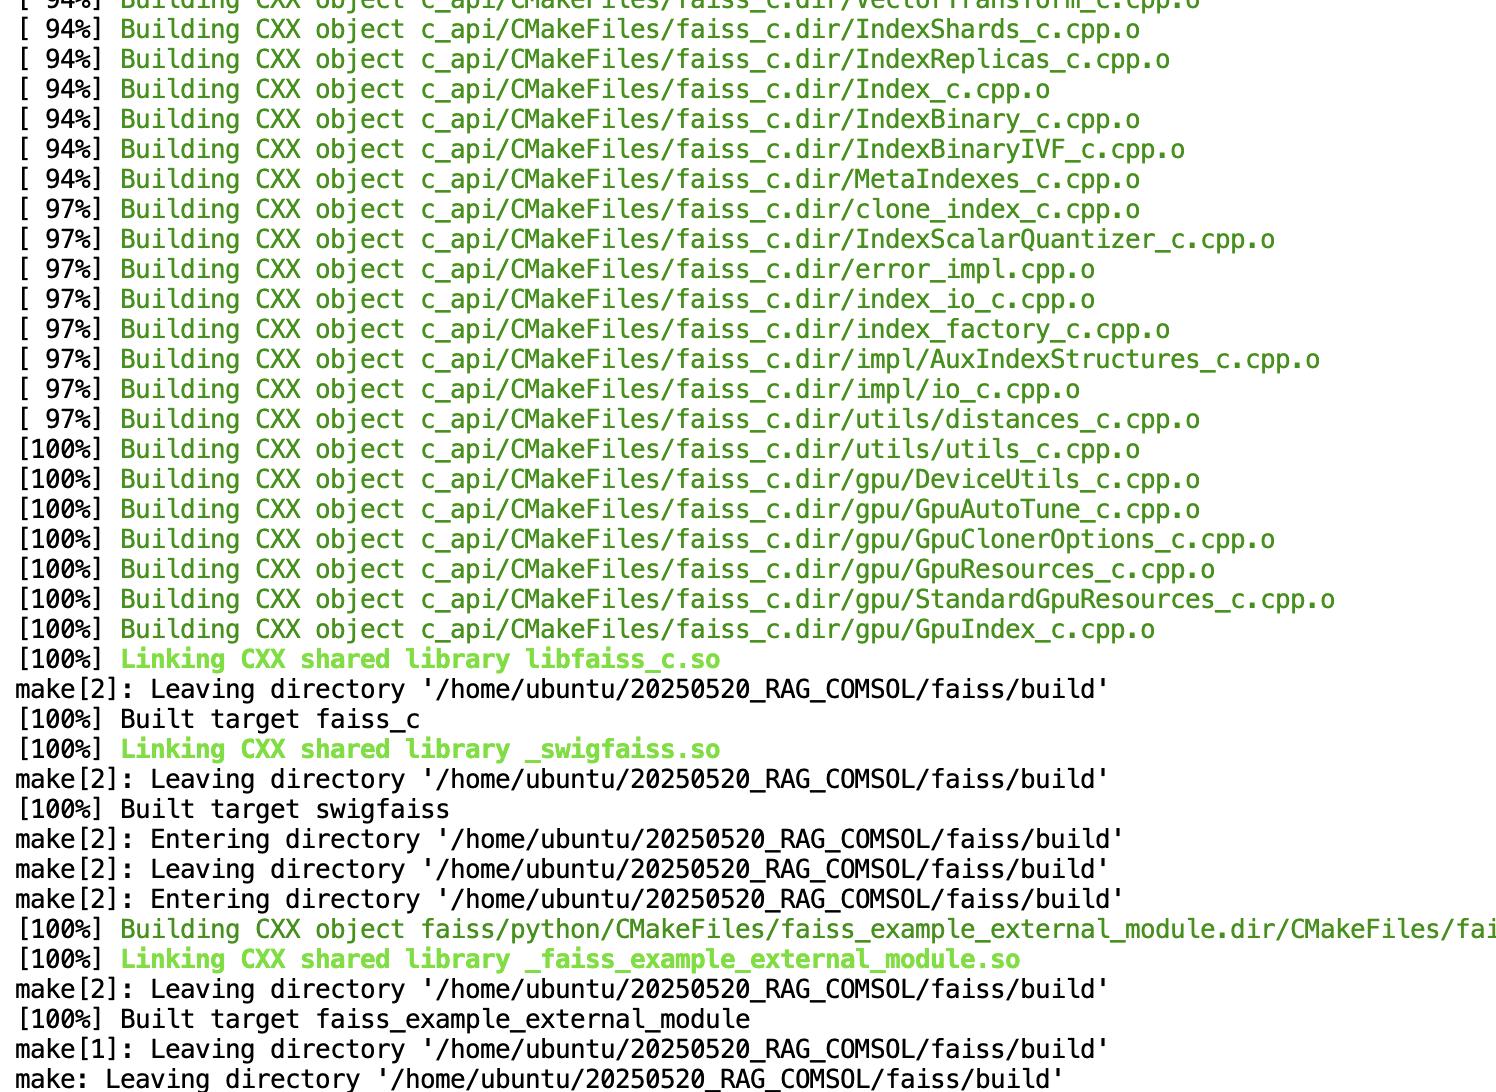 [ 94%] Building CXX object c_api/CMakeFiles/faiss_c.dir/VectorTransform_c.cpp.o
[ 94%] Building CXX object c_api/CMakeFiles/faiss_c.dir/IndexShards_c.cpp.o
[ 94%] Building CXX object c_api/CMakeFiles/faiss_c.dir/IndexReplicas_c.cpp.o
[ 94%] Building CXX object c_api/CMakeFiles/faiss_c.dir/Index_c.cpp.o
[ 94%] Building CXX object c_api/CMakeFiles/faiss_c.dir/IndexBinary_c.cpp.o
[ 94%] Building CXX object c_api/CMakeFiles/faiss_c.dir/IndexBinaryIVF_c.cpp.o
[ 94%] Building CXX object c_api/CMakeFiles/faiss_c.dir/MetaIndexes_c.cpp.o
[ 97%] Building CXX object c_api/CMakeFiles/faiss_c.dir/clone_index_c.cpp.o
[ 97%] Building CXX object c_api/CMakeFiles/faiss_c.dir/IndexScalarQuantizer_c.cpp.o
[ 97%] Building CXX object c_api/CMakeFiles/faiss_c.dir/error_impl.cpp.o
[ 97%] Building CXX object c_api/CMakeFiles/faiss_c.dir/index_io_c.cpp.o
[ 97%] Building CXX object c_api/CMakeFiles/faiss_c.dir/index_factory_c.cpp.o
[ 97%] Building CXX object c_api/CMakeFiles/faiss_c.dir/impl/AuxIndexStructures_c.cpp.o
[ 97%] Building CXX object c_api/CMakeFiles/faiss_c.dir/impl/io_c.cpp.o
[ 97%] Building CXX object c_api/CMakeFiles/faiss_c.dir/utils/distances_c.cpp.o
[100%] Building CXX object c_api/CMakeFiles/faiss_c.dir/utils/utils_c.cpp.o
[100%] Building CXX object c_api/CMakeFiles/faiss_c.dir/gpu/DeviceUtils_c.cpp.o
[100%] Building CXX object c_api/CMakeFiles/faiss_c.dir/gpu/GpuAutoTune_c.cpp.o
[100%] Building CXX object c_api/CMakeFiles/faiss_c.dir/gpu/GpuClonerOptions_c.cpp.o
[100%] Building CXX object c_api/CMakeFiles/faiss_c.dir/gpu/GpuResources_c.cpp.o
[100%] Building CXX object c_api/CMakeFiles/faiss_c.dir/gpu/StandardGpuResources_c.cpp.o
[100%] Building CXX object c_api/CMakeFiles/faiss_c.dir/gpu/GpuIndex_c.cpp.o
[100%] Linking CXX shared library libfaiss_c.so
make[2]: Leaving directory '/home/ubuntu/20250520_RAG_COMSOL/faiss/build'
[100%] Built target faiss_c
[100%] Linking CXX shared library _swigfaiss.so
make[2]: Leaving directory '/home/ubuntu/20250520_RAG_COMSOL/faiss/build'
[100%] Built target swigfaiss
make[2]: Entering directory '/home/ubuntu/20250520_RAG_COMSOL/faiss/build'
make[2]: Leaving directory '/home/ubuntu/20250520_RAG_COMSOL/faiss/build'
make[2]: Entering directory '/home/ubuntu/20250520_RAG_COMSOL/faiss/build'
[100%] Building CXX object faiss/python/CMakeFiles/faiss_example_external_module.dir/CMakeFiles/fai
[100%] Linking CXX shared library _faiss_example_external_module.so
make[2]: Leaving directory '/home/ubuntu/20250520_RAG_COMSOL/faiss/build'
[100%] Built target faiss_example_external_module
make[1]: Leaving directory '/home/ubuntu/20250520_RAG_COMSOL/faiss/build'
make: Leaving directory '/home/ubuntu/20250520_RAG_COMSOL/faiss/build'